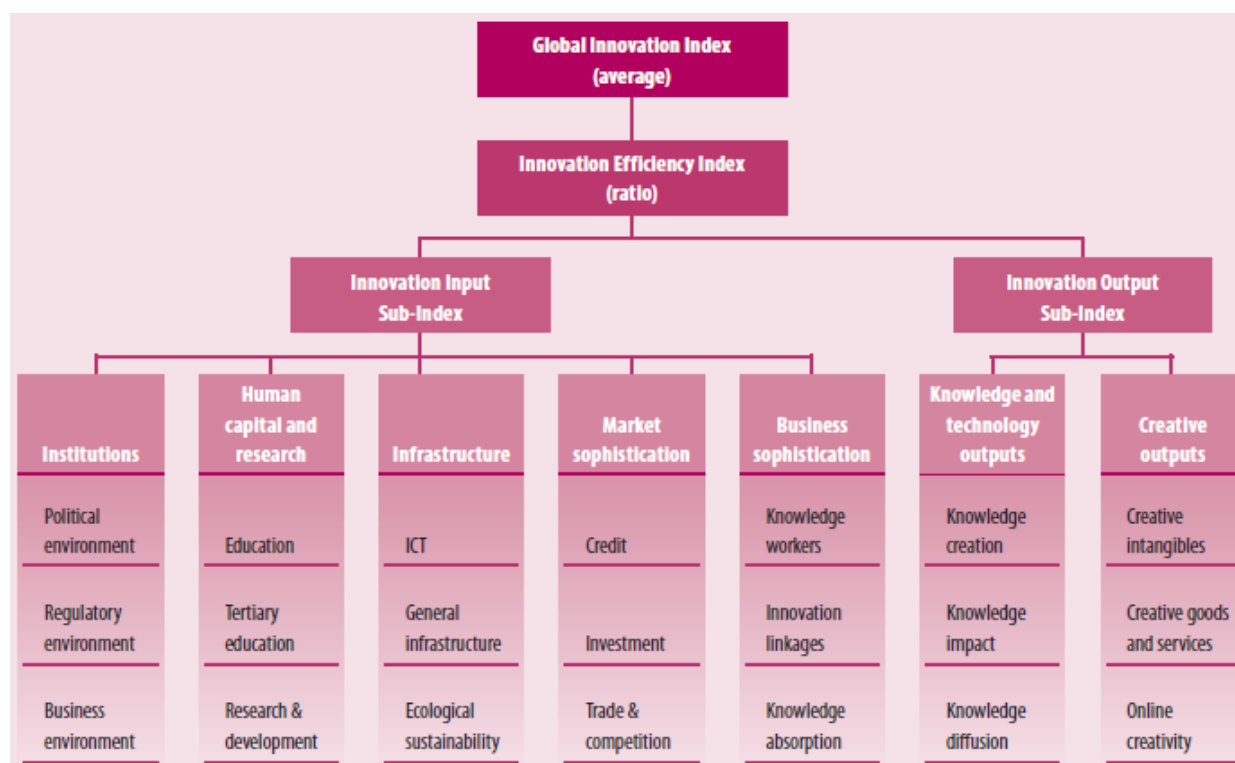 Global Innovation Index
(average)
Innovation Efficiency Index
(ratio)
Innovation Input
Sub-Index
Innovation Output
Sub-Index
Institutions
Human
capital and
research
Infrastructure
Market
sophistication
Business
sophistication
Knowledge and
technology
outputs
Creative
outputs
Political
environment
Education
ICT
Credit
Knowledge
workers
Knowledge
creation
Creative
intangibles
Regulatory
environment
Tertiary
education
General
infrastructure
Investment
Innovation
linkages
Knowledge
impact
Creative goods
and services
Business
environment
Research &
development
Ecological
sustainability
Trade &
competition
Knowledge
absorption
Knowledge
diffusion
Online
creativity